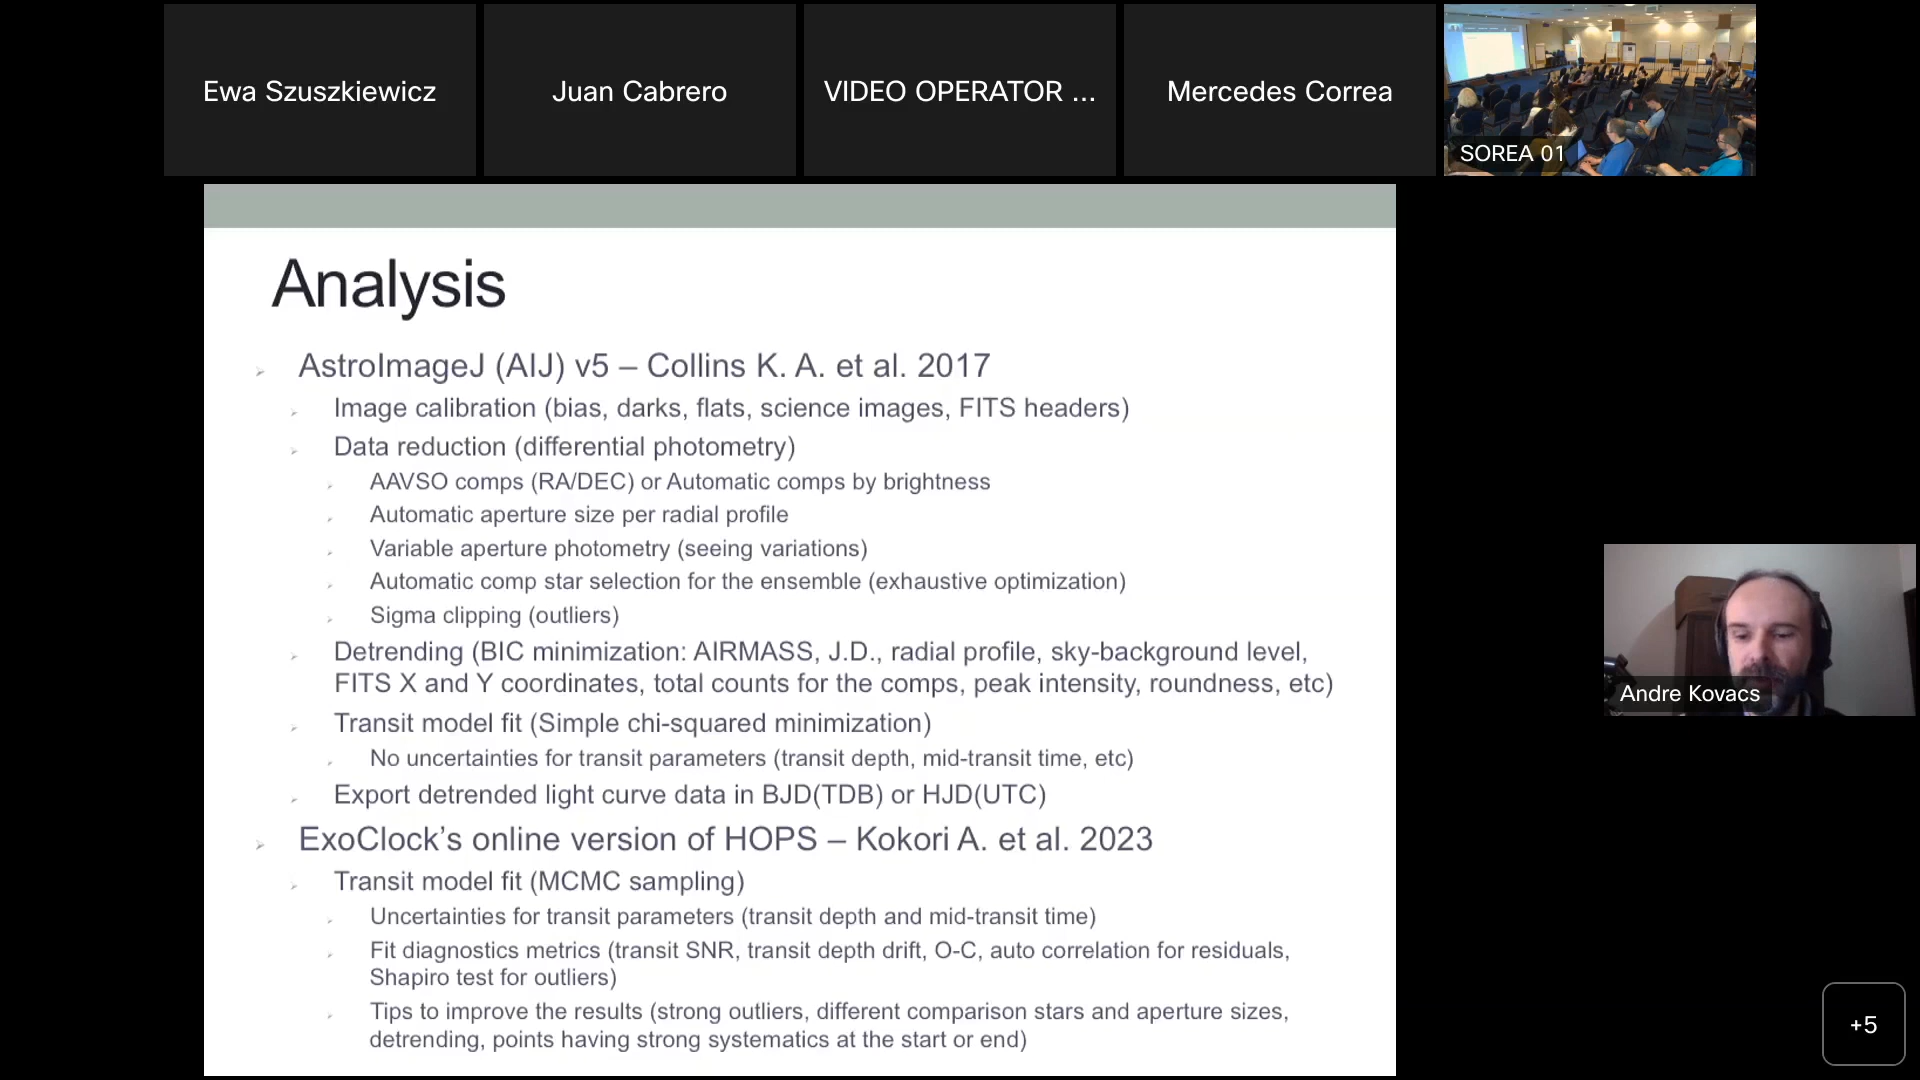 Ewa Szuszkiewicz
Juan Cabrero
VIDEO OPERATOR ...
Mercedes Correa
SOREA 01
Analysis
AstroImageJ (AIJ) v5 – Collins K. A. et al. 2017
Image calibration (bias, darks, flats, science images, FITS headers)
Data reduction (differential photometry)
AAVSO comps (RA/DEC) or Automatic comps by brightness
Automatic aperture size per radial profile
Variable aperture photometry (seeing variations)
Automatic comp star selection for the ensemble (exhaustive optimization)
Sigma clipping (outliers)
Detrending (BIC minimization: AIRMASS, J.D., radial profile, sky-background level,
FITS X and Y coordinates, total counts for the comps, peak intensity, roundness, etc)
Transit model fit (Simple chi-squared minimization)
No uncertainties for transit parameters (transit depth, mid-transit time, etc)
Export detrended light curve data in BJD(TDB) or HJD(UTC)
ExoClock’s online version of HOPS – Kokori A. et al. 2023
Transit model fit (MCMC sampling)
Uncertainties for transit parameters (transit depth and mid-transit time)
Fit diagnostics metrics (transit SNR, transit depth drift, O-C, auto correlation for residuals,
Shapiro test for outliers)
Tips to improve the results (strong outliers, different comparison stars and aperture sizes,
detrending, points having strong systematics at the start or end)
Andre Kovacs
+5